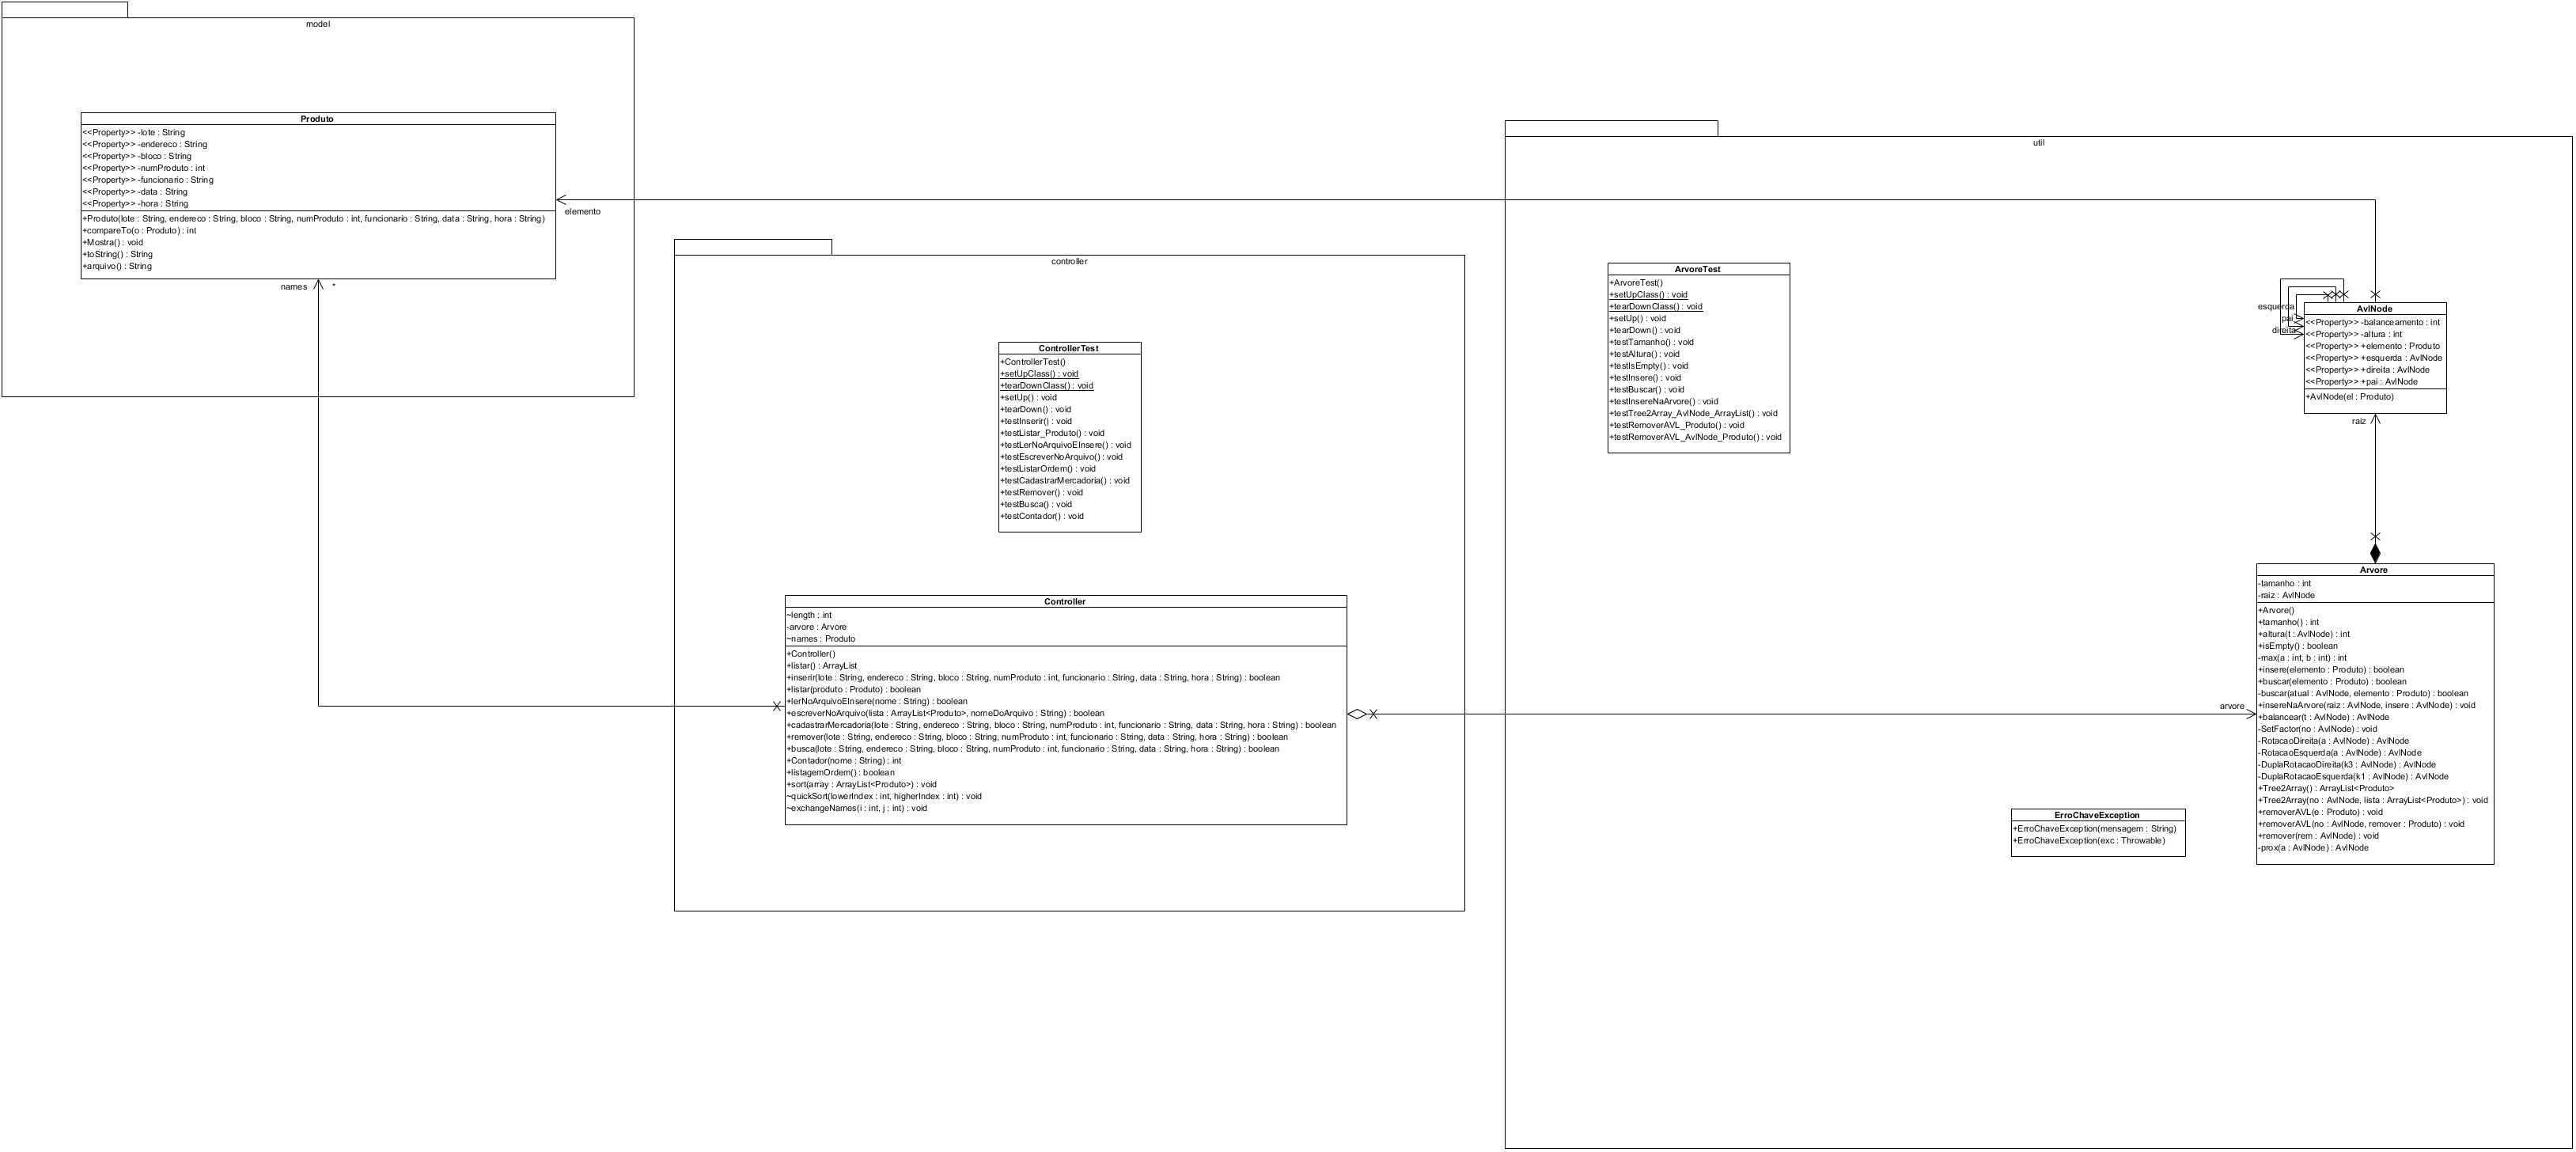 model
Produto
<<Property>> -lote : String
<<Property>> -endereco : String
<<Property>> -bloco : String
<<Property>> -numProduto : int
<<Property>> -funcionario : String
<<Property>> -data : String
<<Property>> -hora : String
+Produto(lote : String, endereco : String, bloco : String, numProduto : int, funcionario : String, data : String, hora : String)
+compareTo(o : Produto) : int
+Mostra() : void
+toString() : String
+arquivo() : String
names *
elemento
controller
ControllerTest
+ControllerTest()
+setUpClass() : void
+tearDownClass() : void
+setUp() : void
+tearDown() : void
+testInserir() : void
+testListar_Produto() : void
+testLerNoArquivoEInsere() : void
+testEscreverNoArquivo() : void
+testListarOrdem() : void
+testCadastrarMercadoria() : void
+testRemover() : void
+testBusca() : void
+testContador() : void
Controller
~length : int
-arvore : Arvore
~names : Produto
+Controller()
+listar() : ArrayList
+inserir(lote : String, endereco : String, bloco : String, numProduto : int, funcionario : String, data : String, hora : String) : boolean
+listar(produto : Produto) : boolean
+lerNoArquivoEInsere(nome : String) : boolean
+escreverNoArquivo(lista : ArrayList<Produto>, nomeDoArquivo : String) : boolean
+cadastrarMercadoria(lote : String, endereco : String, bloco : String, numProduto : int, funcionario : String, data : String, hora : String) : boolean
+remover(lote : String, endereco : String, bloco : String, numProduto : int, funcionario : String, data : String, hora : String) : boolean
+busca(lote : String, endereco : String, bloco : String, numProduto : int, funcionario : String, data : String, hora : String) : boolean
+Contador(nome : String) : int
+listagemOrdem() : boolean
+sort(array : ArrayList<Produto>) : void
~quickSort(lowerIndex : int, higherIndex : int) : void
~exchangeNames(i : int, j : int) : void
util
ArvoreTest
+ArvoreTest()
+setUpClass() : void
+tearDownClass() : void
+setUp() : void
+tearDown() : void
+testTamanho() : void
+testAltura() : void
+testIsEmpty() : void
+testInsere() : void
+testBuscar() : void
+testInsereNaArvore() : void
+testTree2Array_AvlNode_ArrayList() : void
+testRemoverAVL_Produto() : void
+testRemoverAVL_AvlNode_Produto() : void
esquerda
pai
direita
AvlNode
<<Property>> -balanceamento : int
<<Property>> -altura : int
<<Property>> +elemento : Produto
<<Property>> +esquerda : AvlNode
<<Property>> +direita : AvlNode
<<Property>> +pai : AvlNode
+AvlNode(el : Produto)
raiz
Arvore
-tamanho : int
-raiz : AvlNode
+Arvore()
+tamanho() : int
+altura(t : AvlNode) : int
+isEmpty() : boolean
-max(a : int, b : int) : int
+insere(elemento : Produto) : boolean
+buscar(elemento : Produto) : boolean
-buscar(atual : AvlNode, elemento : Produto) : boolean
+insereNaArvore(raiz : AvlNode, insere : AvlNode) : void
+balancear(t : AvlNode) : AvlNode
-SetFactor(no : AvlNode) : void
-RotacaoDireita(a : AvlNode) : AvlNode
-RotacaoEsquerda(a : AvlNode) : AvlNode
-DuplaRotacaoDireita(k3 : AvlNode) : AvlNode
-DuplaRotacaoEsquerda(k1 : AvlNode) : AvlNode
+Tree2Array() : ArrayList<Produto>
+Tree2Array(no : AvlNode, lista : ArrayList<Produto>) : void
+removerAVL(e : Produto) : void
+removerAVL(no : AvlNode, remover : Produto) : void
+remover(rem : AvlNode) : void
-prox(a : AvlNode) : AvlNode
arvore
ErroChaveException
+ErroChaveException(mensagem : String)
+ErroChaveException(exc : Throwable)